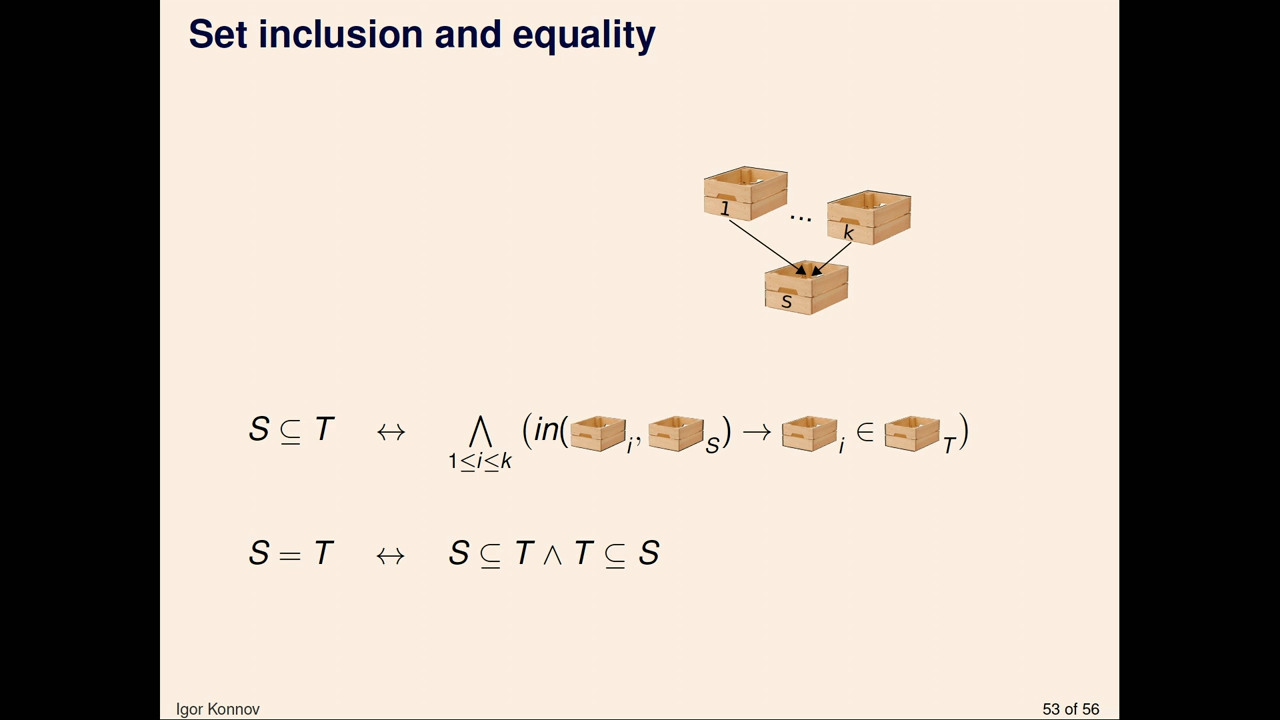 Set inclusion and equality
1
...
k
S
S ⊆ T ↔ ⋀ (in( i, S) → i ∈ T)
1≤i≤k
S = T ↔ S ⊆ T ∧ T ⊆ S
Igor Konnov
53 of 56